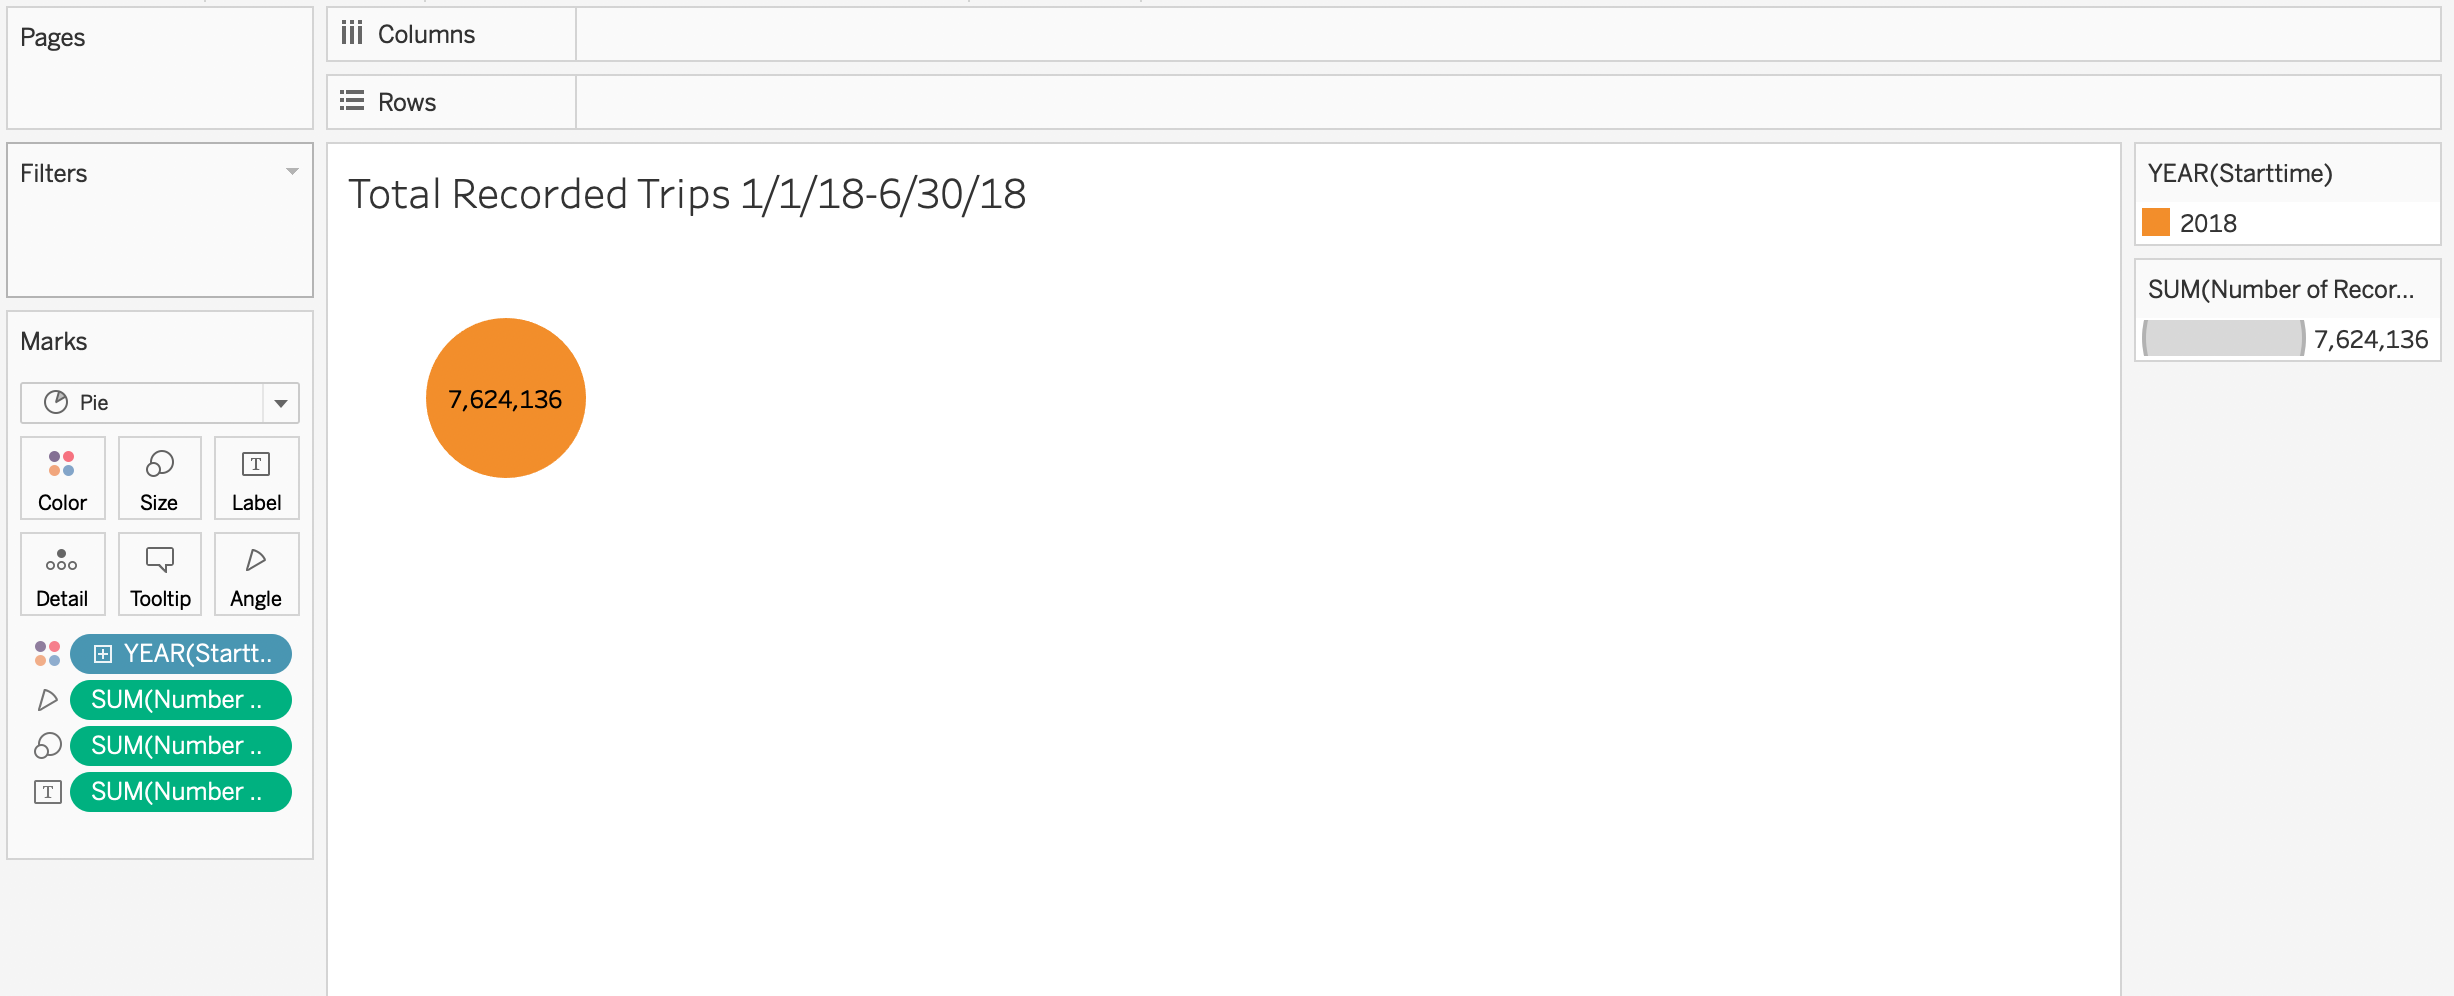 Pages
Columns
Rows
Filters
Marks
Pie
Color
Size
Label
Detail
Tooltip
Angle
YEAR(Startt..
SUM(Number ..
SUM(Number ..
SUM(Number ..
Total Recorded Trips 1/1/18-6/30/18
7,624,136
YEAR(Starttime)
2018
SUM(Number of Recor...
7,624,136